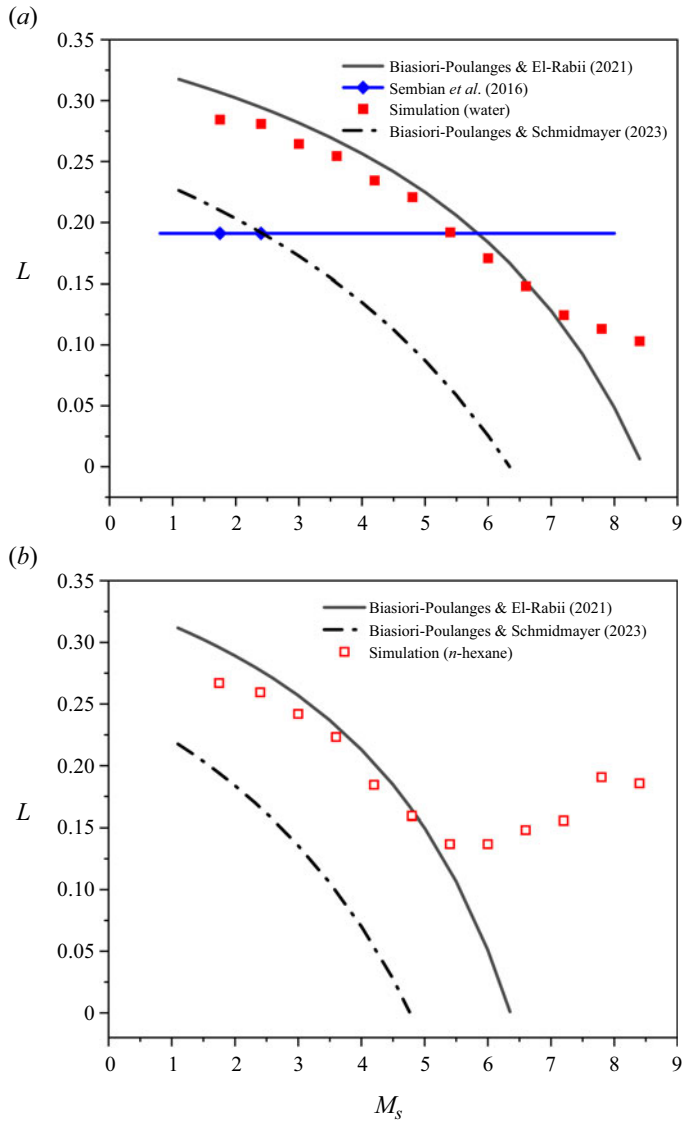 (a)
0.35
Biasiori-Poulanges & El-Rabii (2021)
Sembian et al. (2016)
0.30
Simulation (water)
Biasiori-Poulanges & Schmidmayer (2023)
0.25
0.20
L
0.15
0.10
0.05
0
0 1 2 3 4 5 6 7 8 9
(b)
0.35
Biasiori-Poulanges & El-Rabii (2021)
Biasiori-Poulanges & Schmidmayer (2023)
0.30
Simulation (n-hexane)
0.25
0.20
L
0.15
0.10
0.05
0
0 1 2 3 4 5 6 7 8 9
Ms